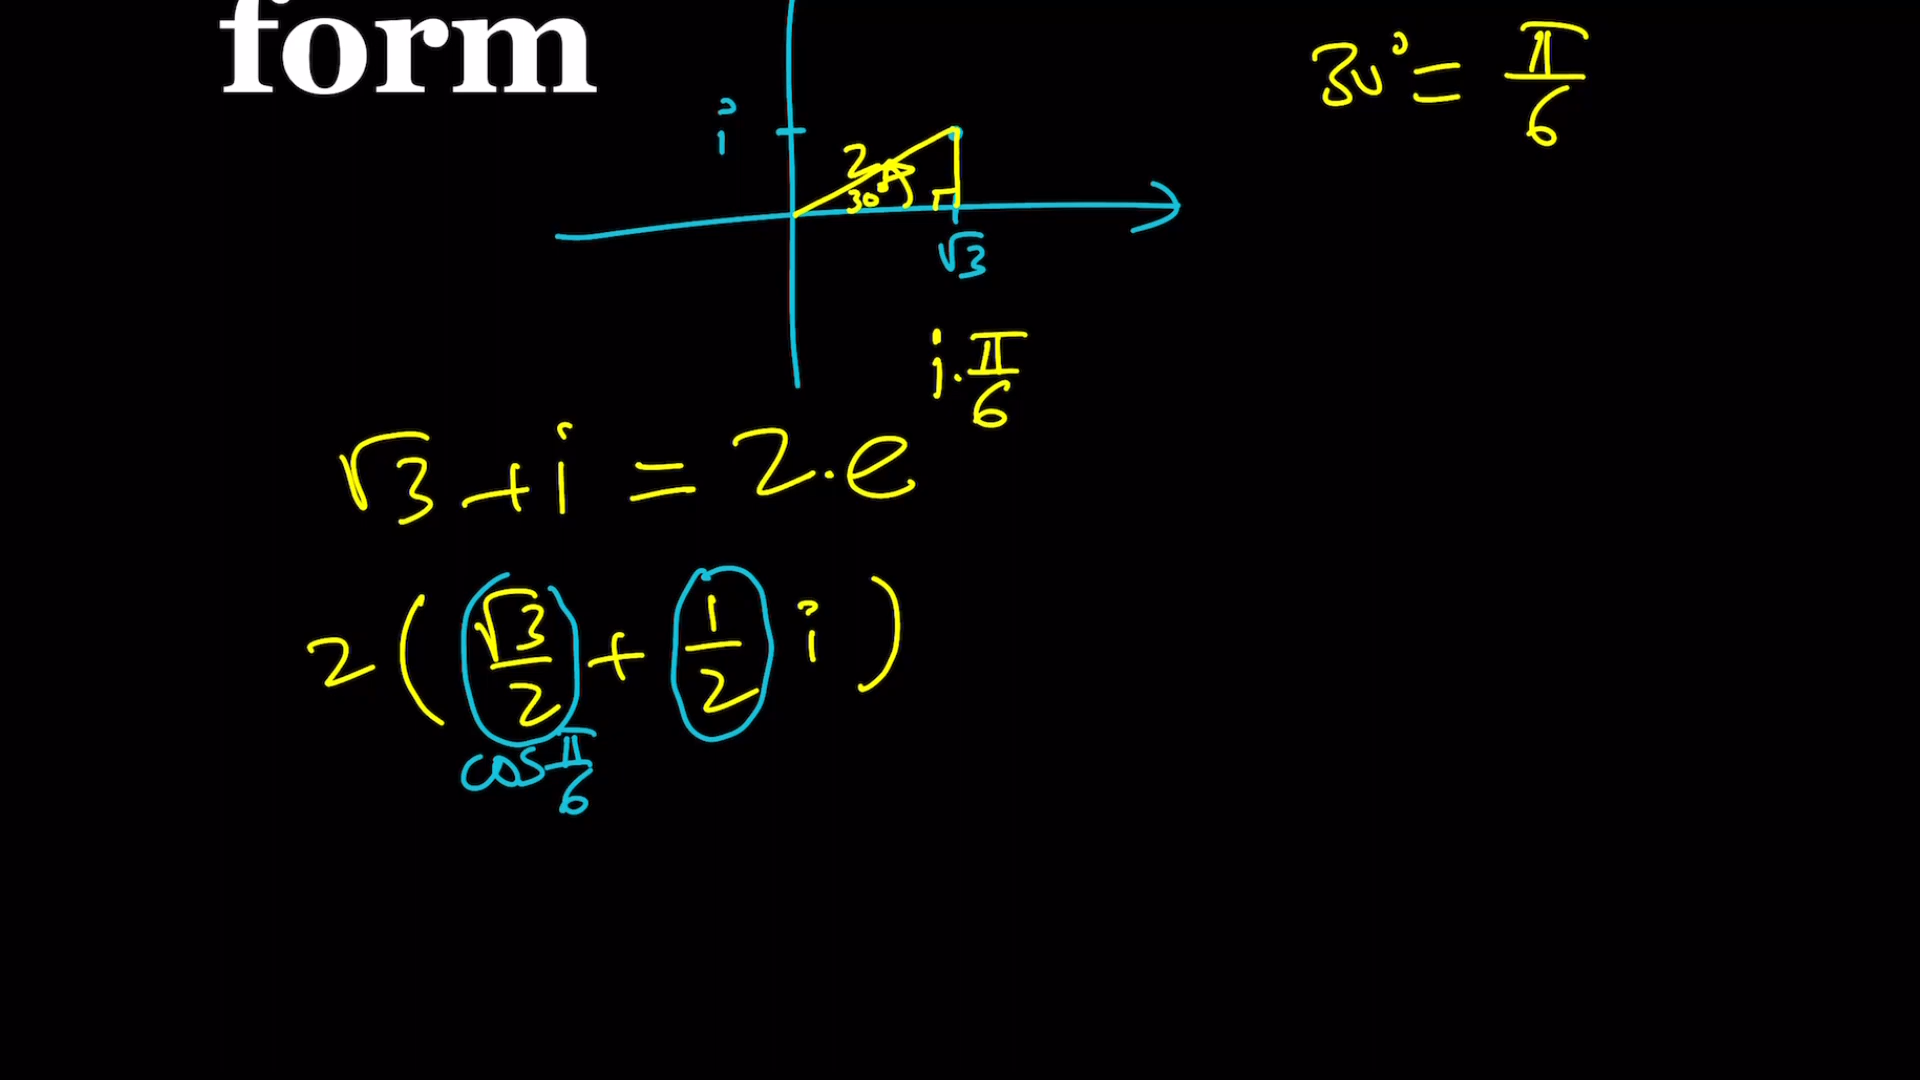 form
30° = π/6
i
2
30°
√3
√3 + i = 2 · e^(i · π/6)
2 ( √3/2 + 1/2 i )
cos π/6